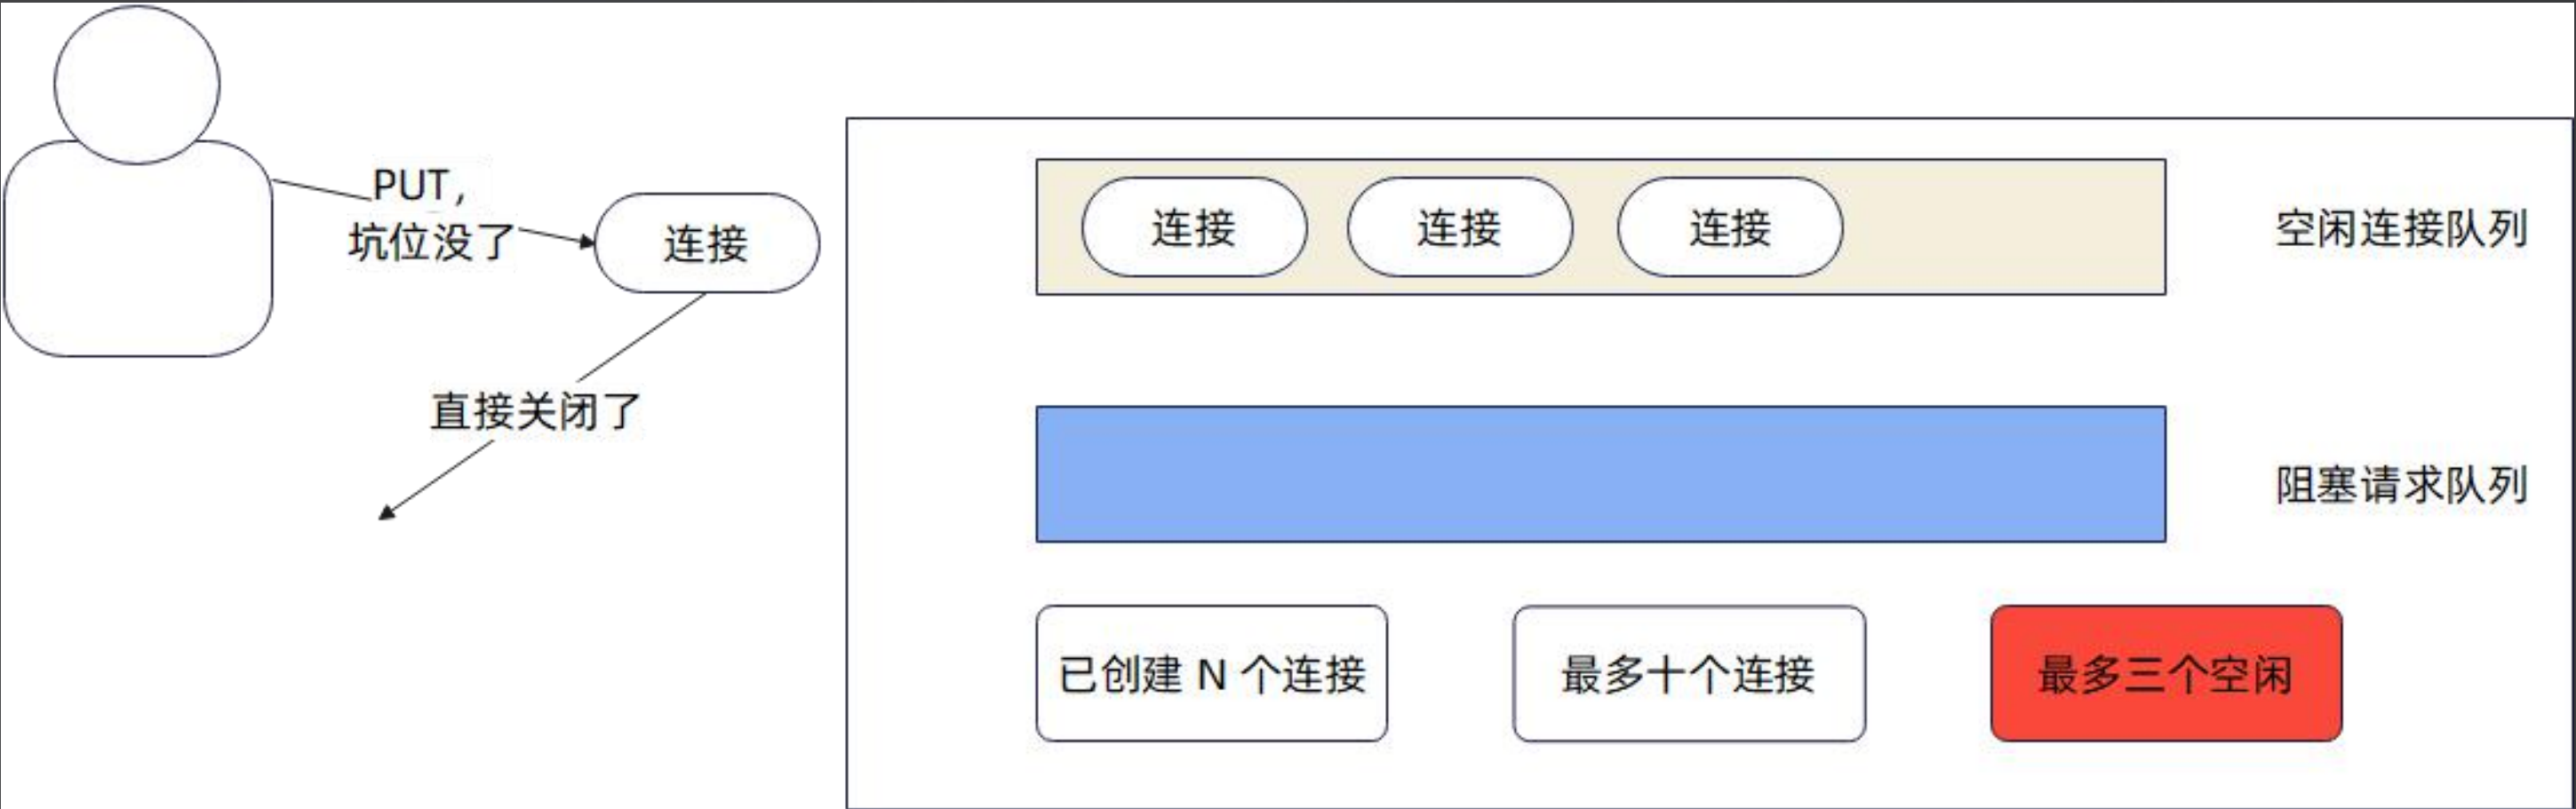 PUT，
坑位没了
连接
连接
连接
连接
空闲连接队列
直接关闭了
阻塞请求队列
已创建 N 个连接
最多十个连接
最多三个空闲